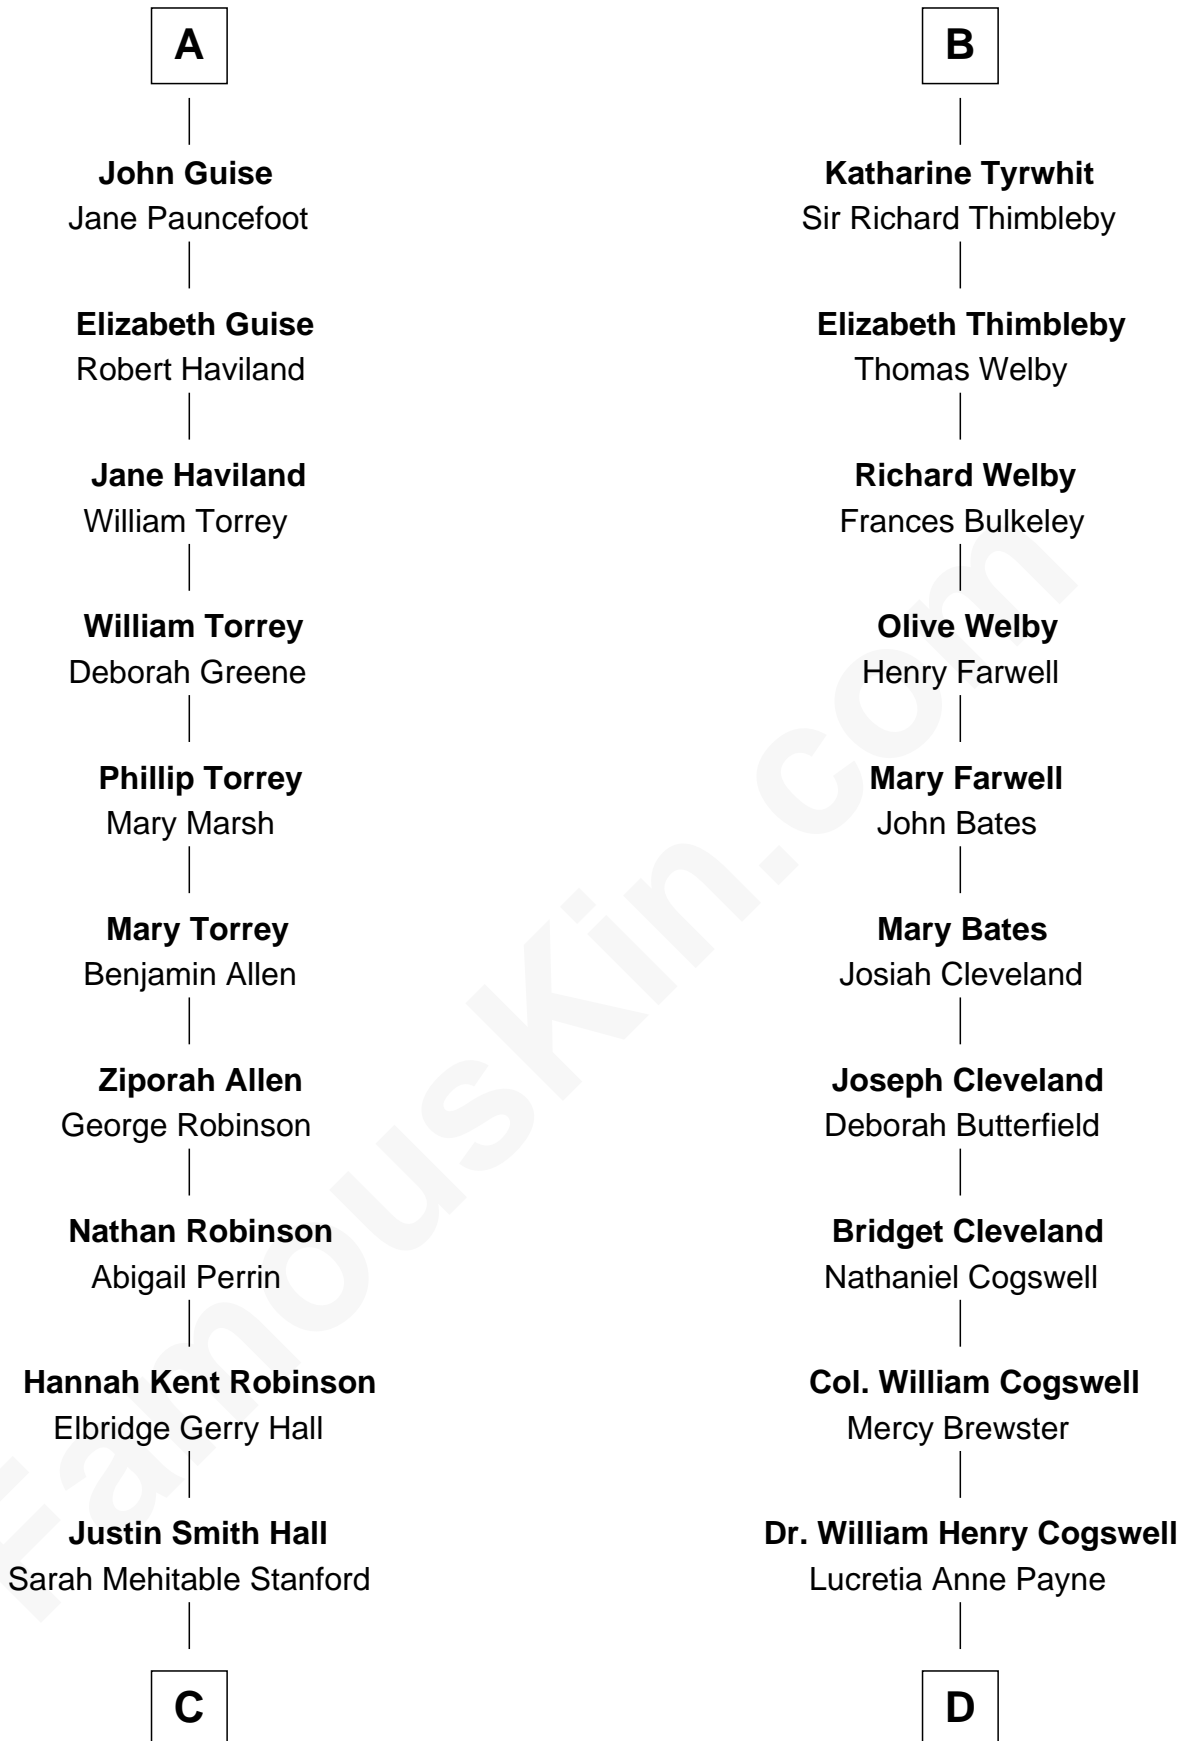 A
John Guise
Jane Pauncefoot
Elizabeth Guise
Robert Haviland
Jane Haviland
William Torrey
William Torrey
Deborah Greene
Phillip Torrey
Mary Marsh
Mary Torrey
Benjamin Allen
Ziporah Allen
George Robinson
Nathan Robinson
Abigail Perrin
Hannah Kent Robinson
Elbridge Gerry Hall
Justin Smith Hall
Sarah Mehitable Stanford
C
B
Katharine Tyrwhit
Sir Richard Thimbleby
Elizabeth Thimbleby
Thomas Welby
Richard Welby
Frances Bulkeley
Olive Welby
Henry Farwell
Mary Farwell
John Bates
Mary Bates
Josiah Cleveland
Joseph Cleveland
Deborah Butterfield
Bridget Cleveland
Nathaniel Cogswell
Col. William Cogswell
Mercy Brewster
Dr. William Henry Cogswell
Lucretia Anne Payne
D
FamousKin.com